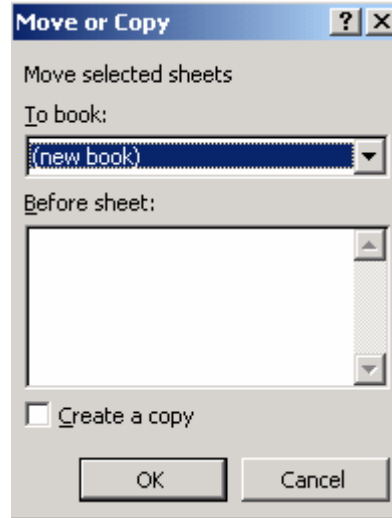 Move or Copy
Move selected sheets
To book:
(new book)
Before sheet:
Create a copy
OK Cancel